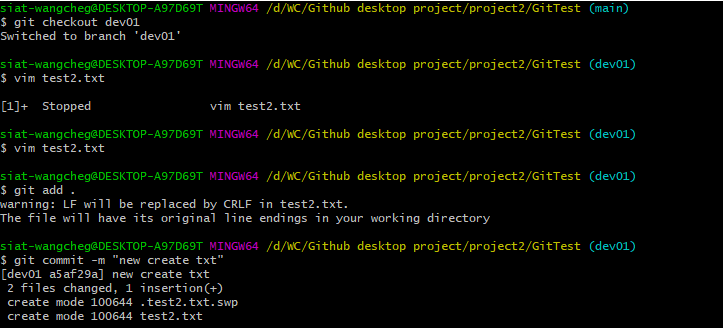 siat-wangcheg@DESKTOP-A97D69T MINGW64 /d/WC/Github desktop project/project2/GitTest (main)
$ git checkout dev01
Switched to branch 'dev01'
siat-wangcheg@DESKTOP-A97D69T MINGW64 /d/WC/Github desktop project/project2/GitTest (dev01)
$ vim test2.txt
[1]+  Stopped                 vim test2.txt
siat-wangcheg@DESKTOP-A97D69T MINGW64 /d/WC/Github desktop project/project2/GitTest (dev01)
$ vim test2.txt
siat-wangcheg@DESKTOP-A97D69T MINGW64 /d/WC/Github desktop project/project2/GitTest (dev01)
$ git add .
warning: LF will be replaced by CRLF in test2.txt.
The file will have its original line endings in your working directory
siat-wangcheg@DESKTOP-A97D69T MINGW64 /d/WC/Github desktop project/project2/GitTest (dev01)
$ git commit -m "new create txt"
[dev01 a5af29a] new create txt
 2 files changed, 1 insertion(+)
 create mode 100644 .test2.txt.swp
 create mode 100644 test2.txt